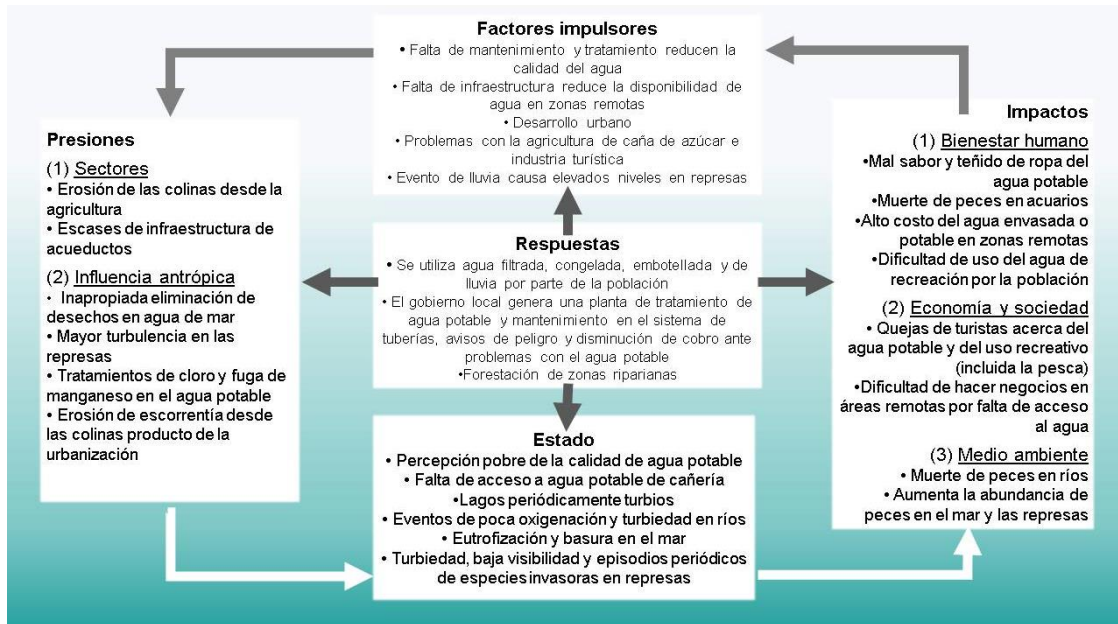 Factores impulsores
• Falta de mantenimiento y tratamiento reducen la
calidad del agua
• Falta de infraestructura reduce la disponibilidad de
agua en zonas remotas
• Desarrollo urbano
• Problemas con la agricultura de caña de azúcar e
industria turística
• Evento de lluvia causa elevados niveles en represas
Presiones
(1) Sectores
• Erosión de las colinas desde la
agricultura
• Escases de infraestructura de
acueductos
(2) Influencia antrópica
• Inapropiada eliminación de
desechos en agua de mar
• Mayor turbulencia en las
represas
• Tratamientos de cloro y fuga de
manganeso en el agua potable
• Erosión de escorrentía desde
las colinas producto de la
urbanización
Respuestas
• Se utiliza agua filtrada, congelada, embotellada y de
lluvia por parte de la población
• El gobierno local genera una planta de tratamiento de
agua potable y mantenimiento en el sistema de
tuberías, avisos de peligro y disminución de cobro ante
problemas con el agua potable
• Forestación de zonas riparianas
Estado
• Percepción pobre de la calidad de agua potable
• Falta de acceso a agua potable de cañería
• Lagos periódicamente turbios
• Eventos de poca oxigenación y turbiedad en ríos
• Eutrofización y basura en el mar
• Turbiedad, baja visibilidad y episodios periódicos
de especies invasoras en represas
Impactos
(1) Bienestar humano
• Mal sabor y teñido de ropa del
agua potable
• Muerte de peces en acuarios
• Alto costo del agua envasada o
potable en zonas remotas
• Dificultad de uso del agua de
recreación por la población
(2) Economía y sociedad
• Quejas de turistas acerca del
agua potable y del uso recreativo
(incluida la pesca)
• Dificultad de hacer negocios en
áreas remotas por falta de acceso
al agua
(3) Medio ambiente
• Muerte de peces en ríos
• Aumenta la abundancia de
peces en el mar y las represas